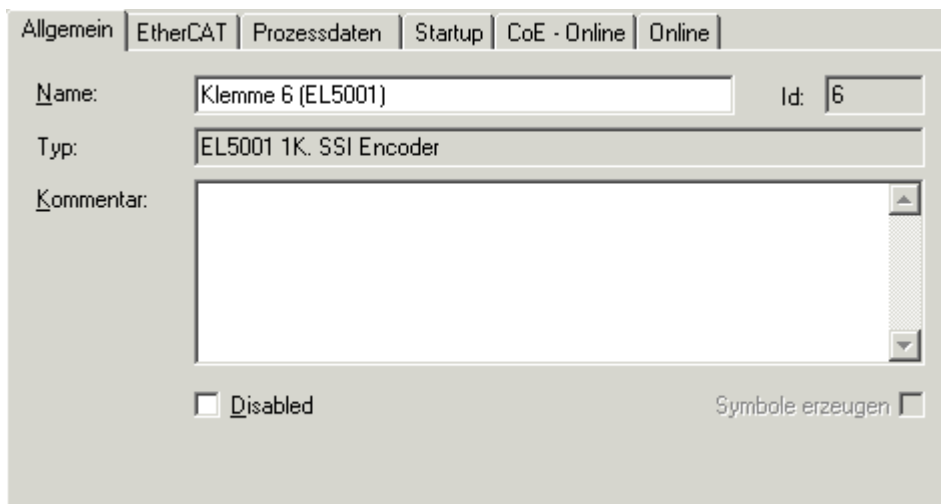 Allgemein EtherCAT Prozessdaten Startup CoE - Online Online
Name: Klemme 6 (EL5001) Id: 6
Typ: EL5001 1K. SSI Encoder
Kommentar:
Disabled Symbole erzeugen